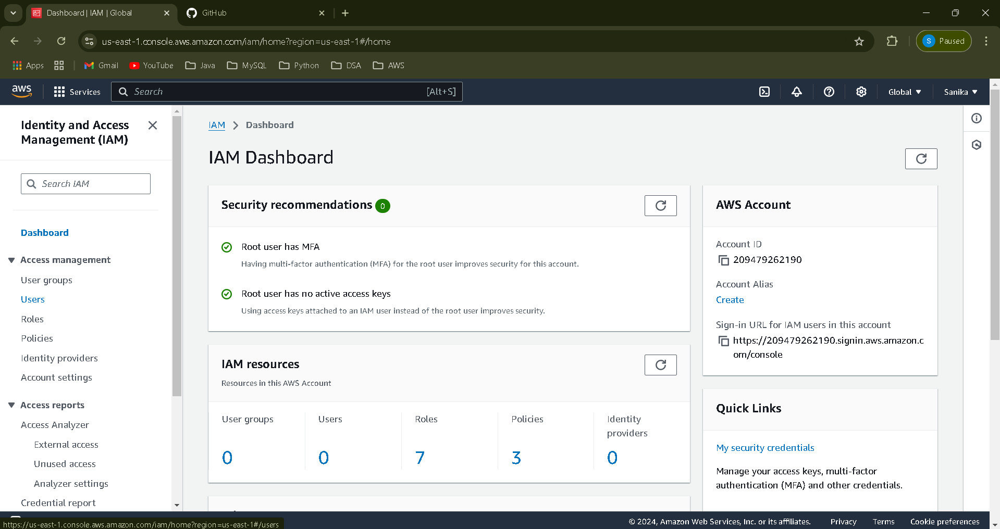 Dashboard | IAM | Global
GitHub
us-east-1.console.aws.amazon.com/iam/home?region=us-east-1#/home
S Paused
Apps
Gmail
YouTube
Java
MySQL
Python
DSA
AWS
aws
Services
Search
[Alt+S]
Global
Sanika
Identity and Access
Management (IAM)
Search IAM
Dashboard
Access management
User groups
Users
Roles
Policies
Identity providers
Account settings
Access reports
Access Analyzer
External access
Unused access
Analyzer settings
Credential report
IAM > Dashboard
IAM Dashboard
Security recommendations 0
Root user has MFA
Having multi-factor authentication (MFA) for the root user improves security for this account.
Root user has no active access keys
Using access keys attached to an IAM user instead of the root user improves security.
IAM resources
Resources in this AWS Account
User groups
0
Users
0
Roles
7
Policies
3
Identity
providers
0
AWS Account
Account ID
209479262190
Account Alias
Create
Sign-in URL for IAM users in this account
https://209479262190.signin.aws.amazon.c
om/console
Quick Links
My security credentials
Manage your access keys, multi-factor
authentication (MFA) and other credentials.
https://us-east-1.console.aws.amazon.com/iam/home?region=us-east-1#/users
© 2024, Amazon Web Services, Inc. or its affiliates.
Privacy
Terms
Cookie preferences